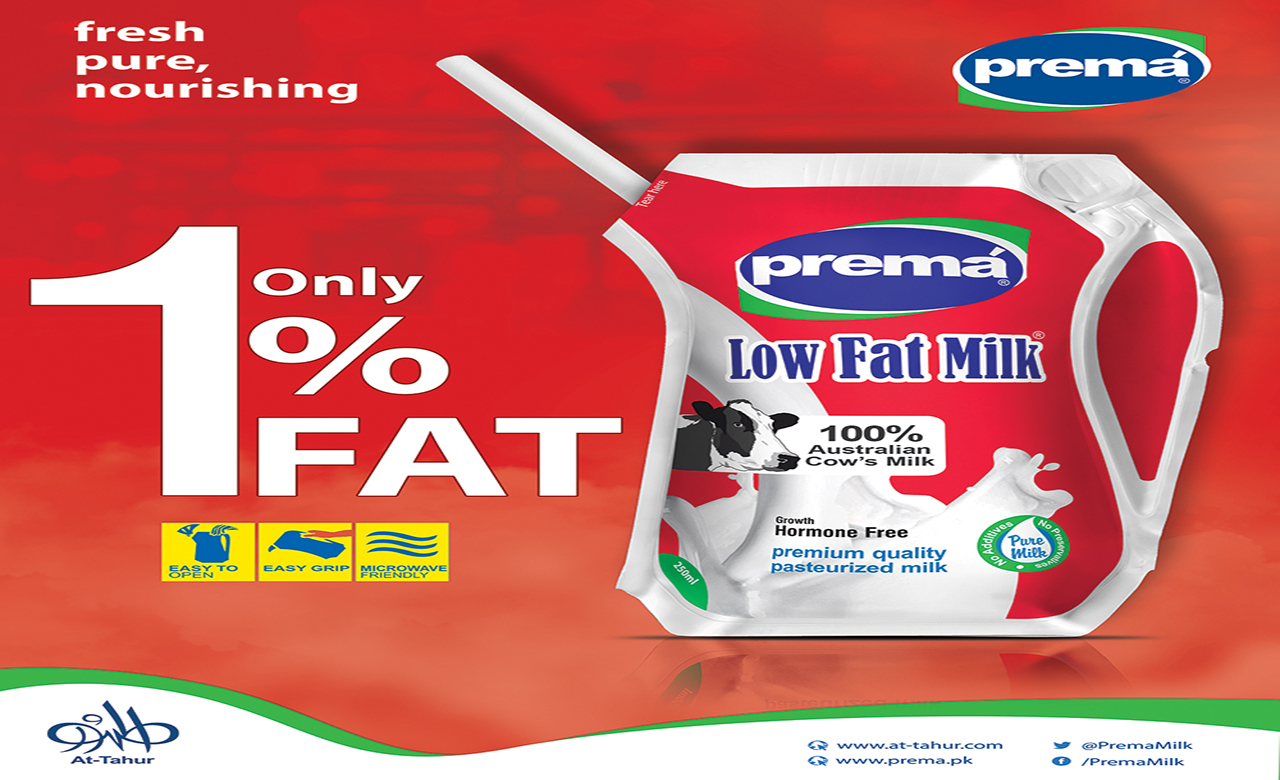 fresh
pure,
nourishing
premá®
Only
1%
FAT
EASY TO
OPEN
EASY GRIP
MICROWAVE
FRIENDLY
Tear here
premá®
Low Fat Milk®
100%
Australian
Cow's Milk
Growth
Hormone Free
premium quality
pasteurized milk
No Additives
No Preservatives
Pure
Milk
250ml
At-Tahur
www.at-tahur.com
@PremaMilk
www.prema.pk
/PremaMilk